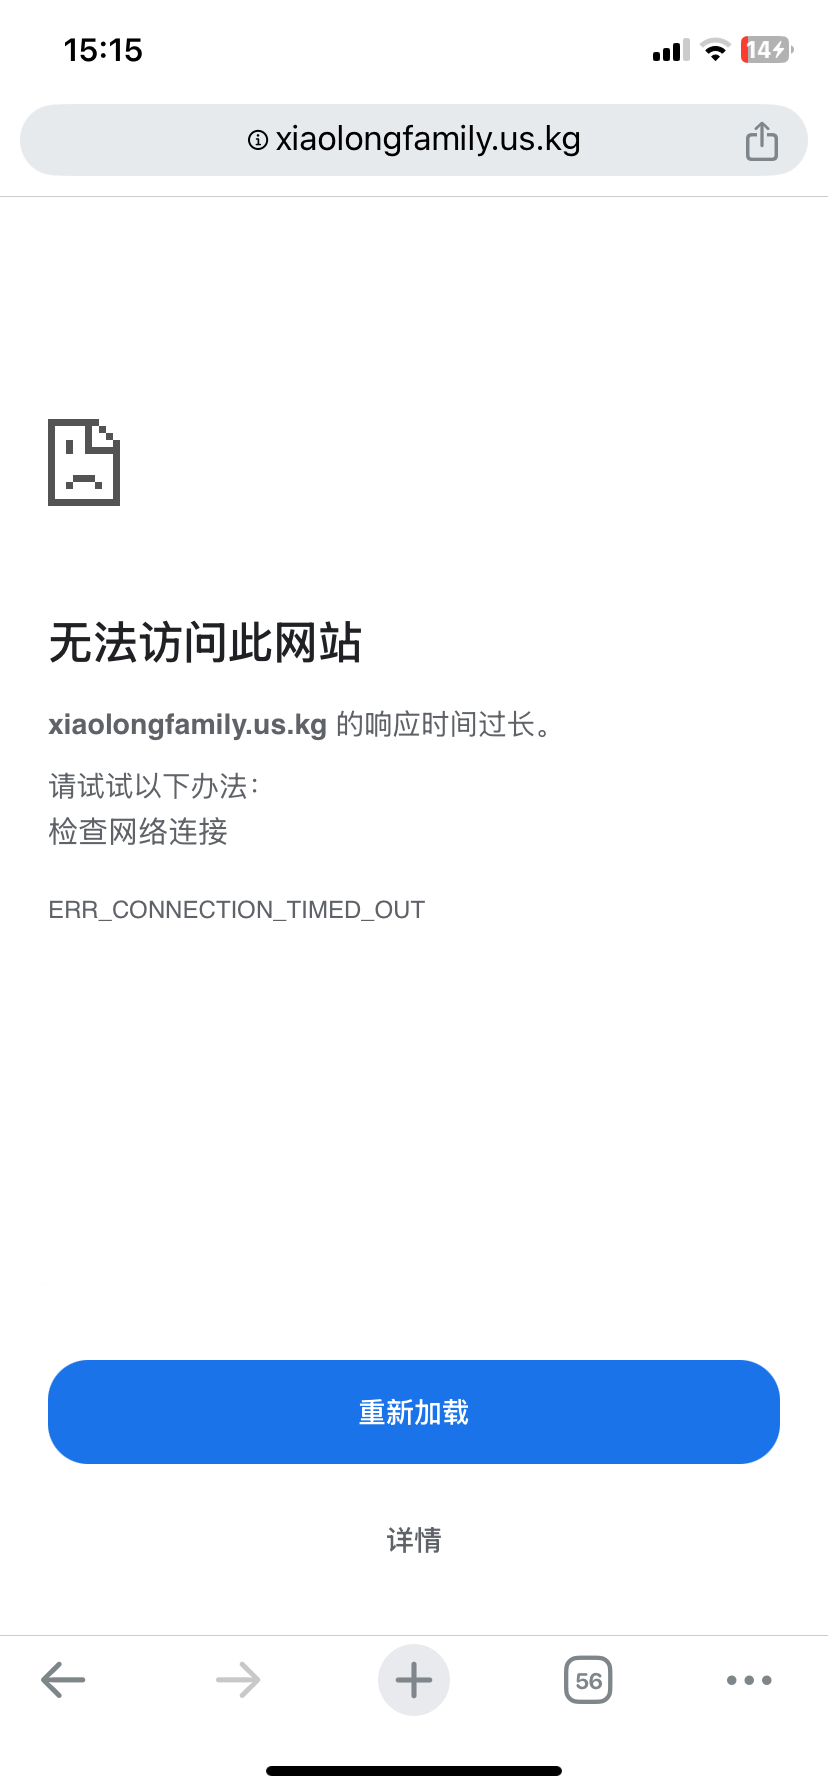 15:15
14
xiaolongfamily.us.kg
无法访问此网站
xiaolongfamily.us.kg 的响应时间过长。
请试试以下办法：
检查网络连接
ERR_CONNECTION_TIMED_OUT
重新加载
详情
56